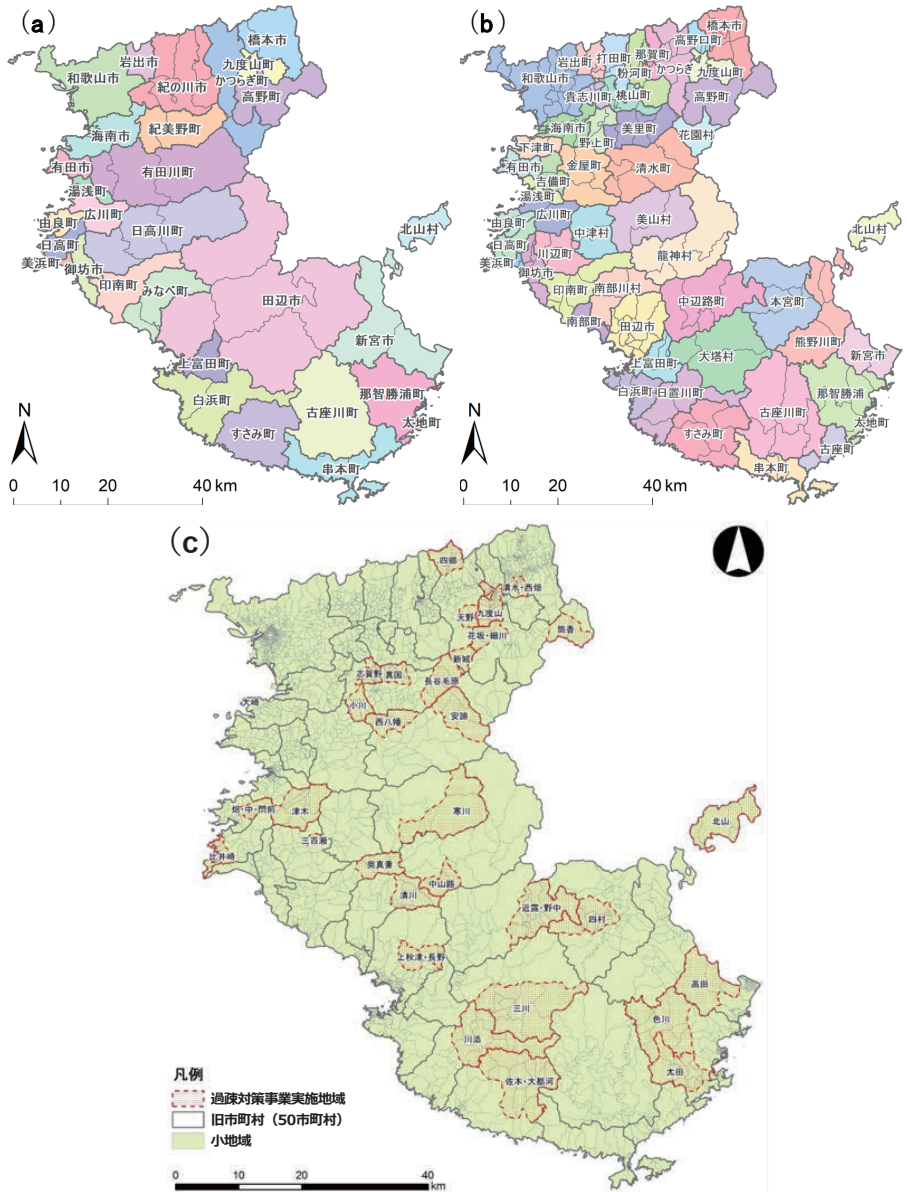 (a)
橋本市
岩出市
九度山町
和歌山市
かつらぎ町
紀の川市
高野町
紀美野町
海南市
有田市
有田川町
湯浅町
広川町
由良町
日高川町
北山村
日高町
美浜町
御坊市
印南町
みなべ町
田辺市
新宮市
上富田町
那智勝浦町
白浜町
古座川町
太地町
すさみ町
串本町
N
0 10 20 40 km
(b)
橋本市
高野口町
那賀町
打田町
岩出町
かつらぎ
粉河町
九度山町
和歌山市
貴志川町
桃山町
高野町
海南市
美里町
花園村
野上町
下津町
有田市
金屋町
清水町
吉備町
湯浅町
広川町
美山村
由良町
中津村
北山村
日高町
川辺町
龍神村
美浜町
御坊市
印南町
南部川村
中辺路町
本宮町
南部町
田辺市
熊野川町
大塔村
新宮市
上富田町
白浜町
日置川町
那智勝浦
古座川町
太地町
すさみ町
古座町
串本町
N
0 10 20 40 km
(c)
四郷
清水・西畑
天野
九度山
花坂・細川
筒香
新城
志賀野
真国
長谷毛原
大崎
小川
西八幡
安諦
畑・中・門前
津木
寒川
北山
三百瀬
比井崎
奥真妻
中山路
清川
近露・野中
四村
上秋津・長野
高田
三川
色川
川添
太田
佐本・大都河
凡例
過疎対策事業実施地域
旧市町村（50市町村）
小地域
0 10 20 40
km